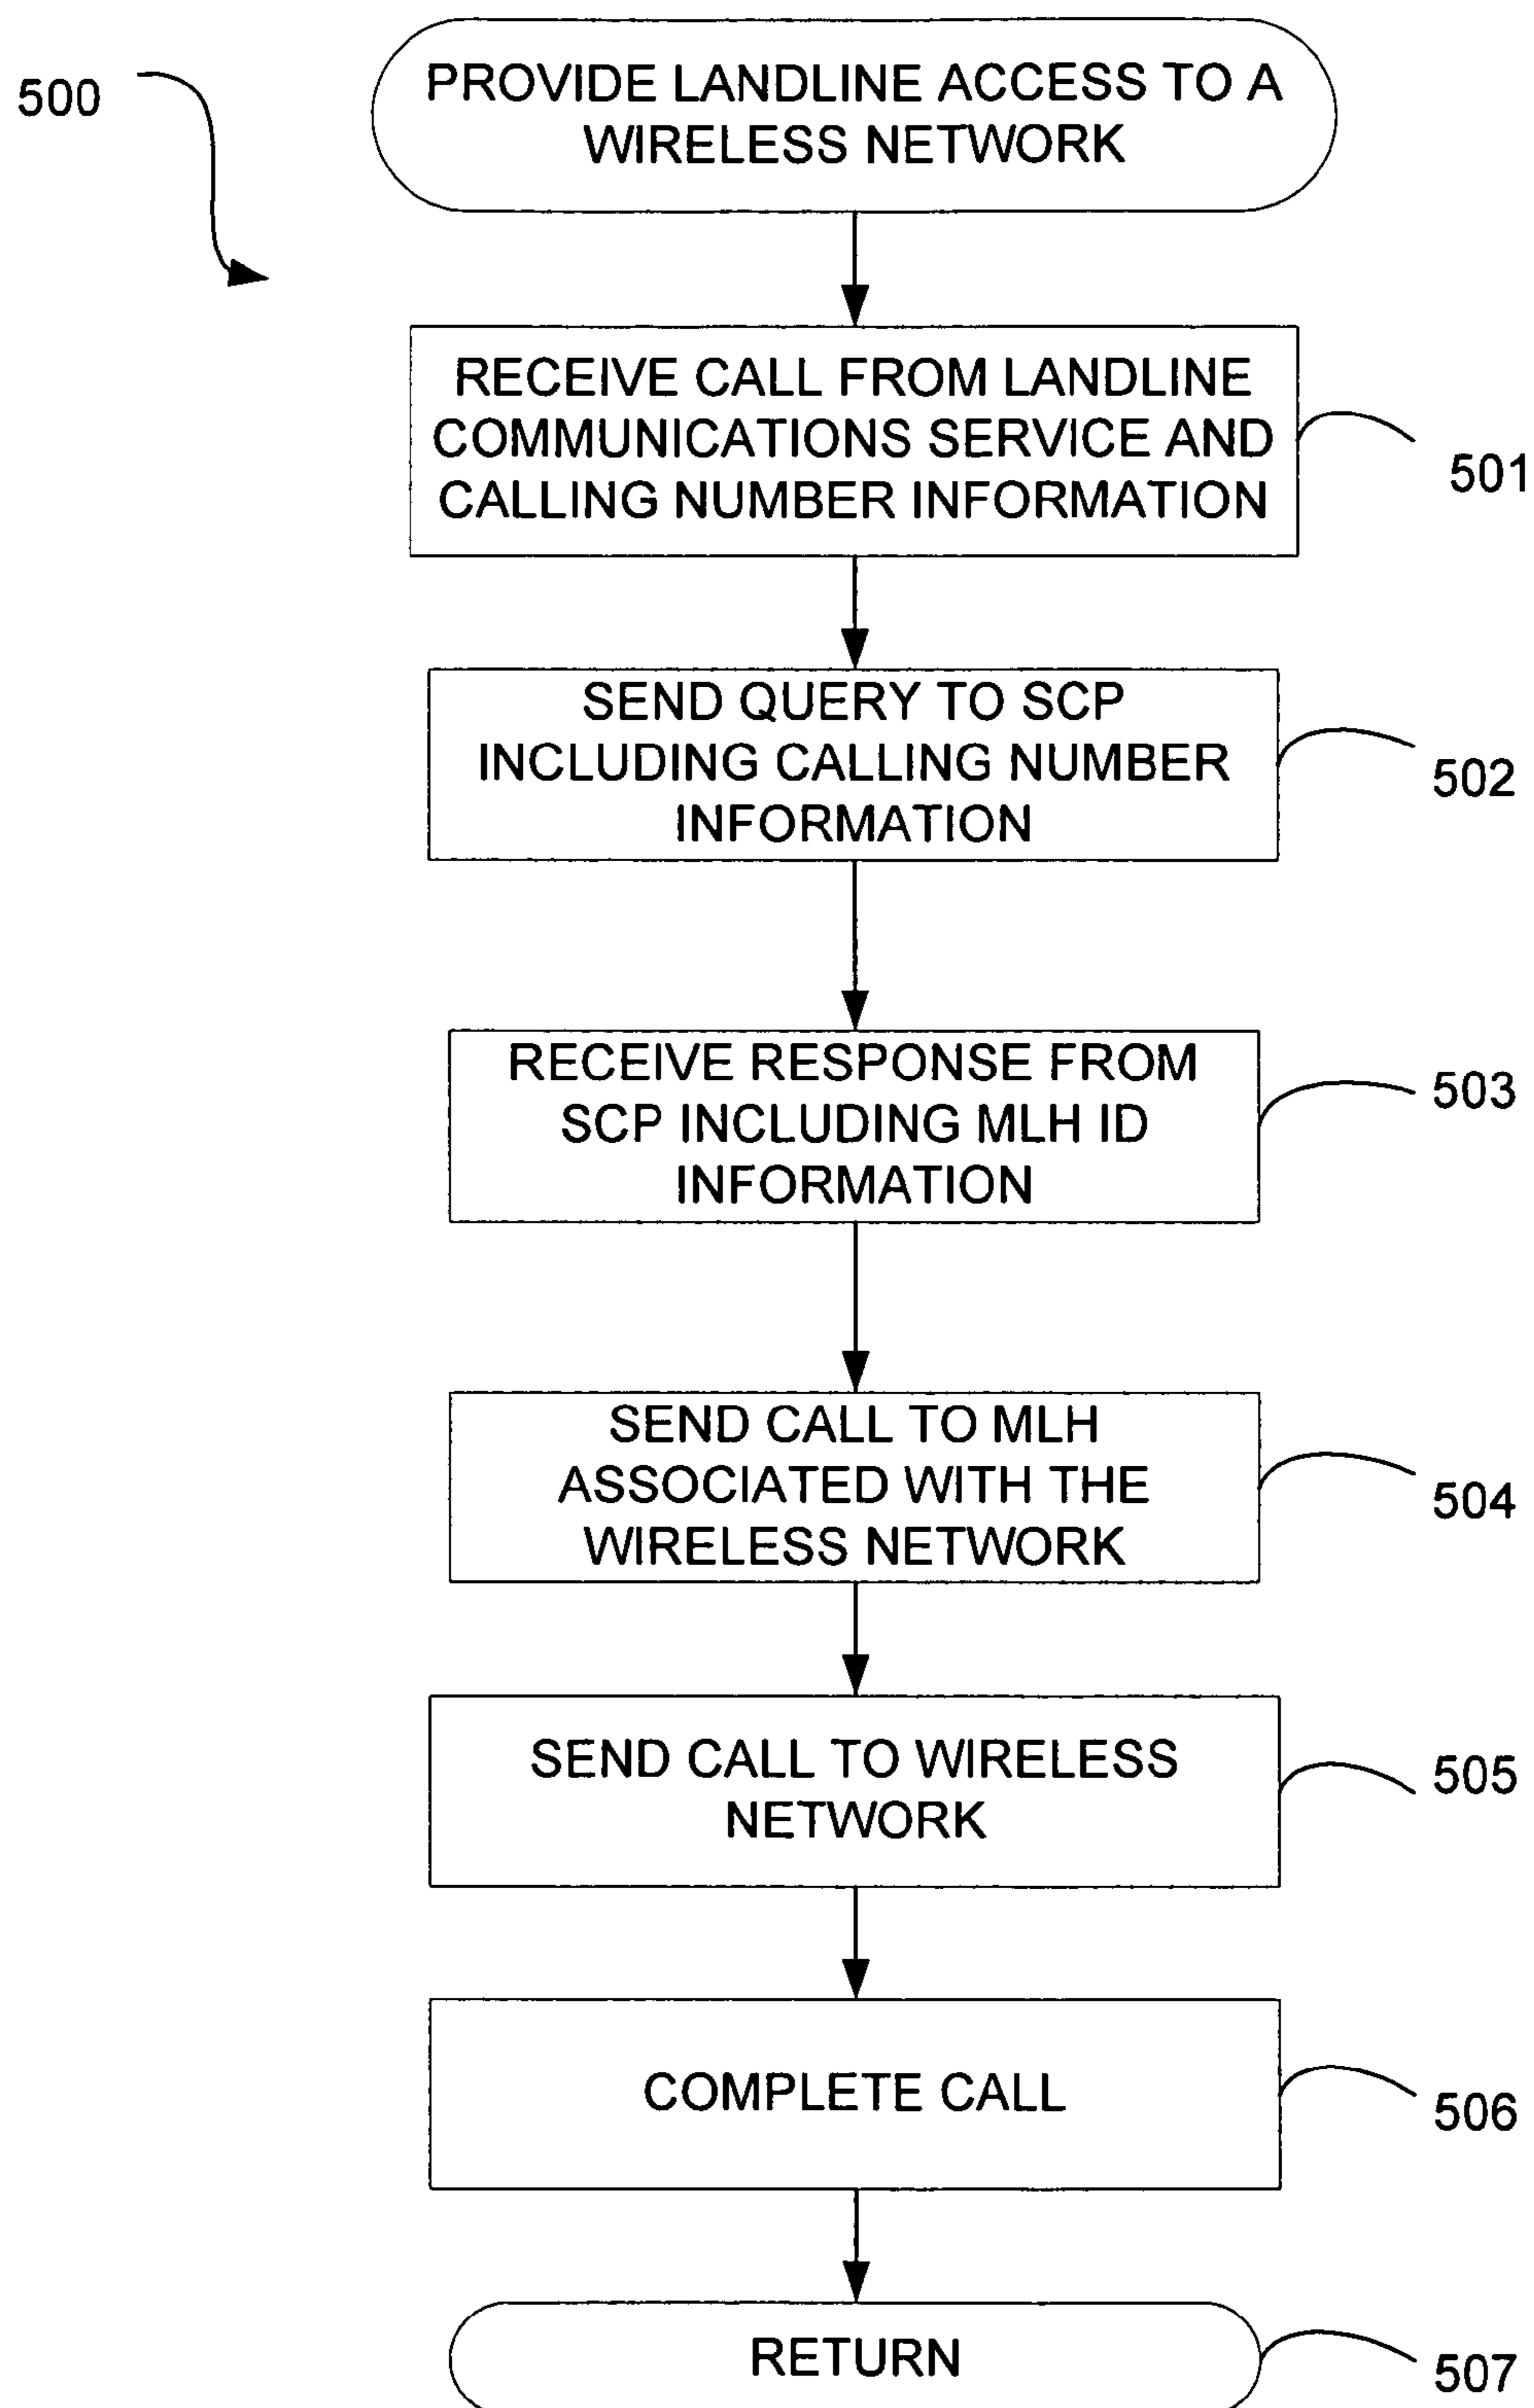 500
PROVIDE LANDLINE ACCESS TO A
WIRELESS NETWORK
RECEIVE CALL FROM LANDLINE
COMMUNICATIONS SERVICE AND
CALLING NUMBER INFORMATION
501
SEND QUERY TO SCP
INCLUDING CALLING NUMBER
INFORMATION
502
RECEIVE RESPONSE FROM
SCP INCLUDING MLH ID
INFORMATION
503
SEND CALL TO MLH
ASSOCIATED WITH THE
WIRELESS NETWORK
504
SEND CALL TO WIRELESS
NETWORK
505
COMPLETE CALL
506
RETURN
507